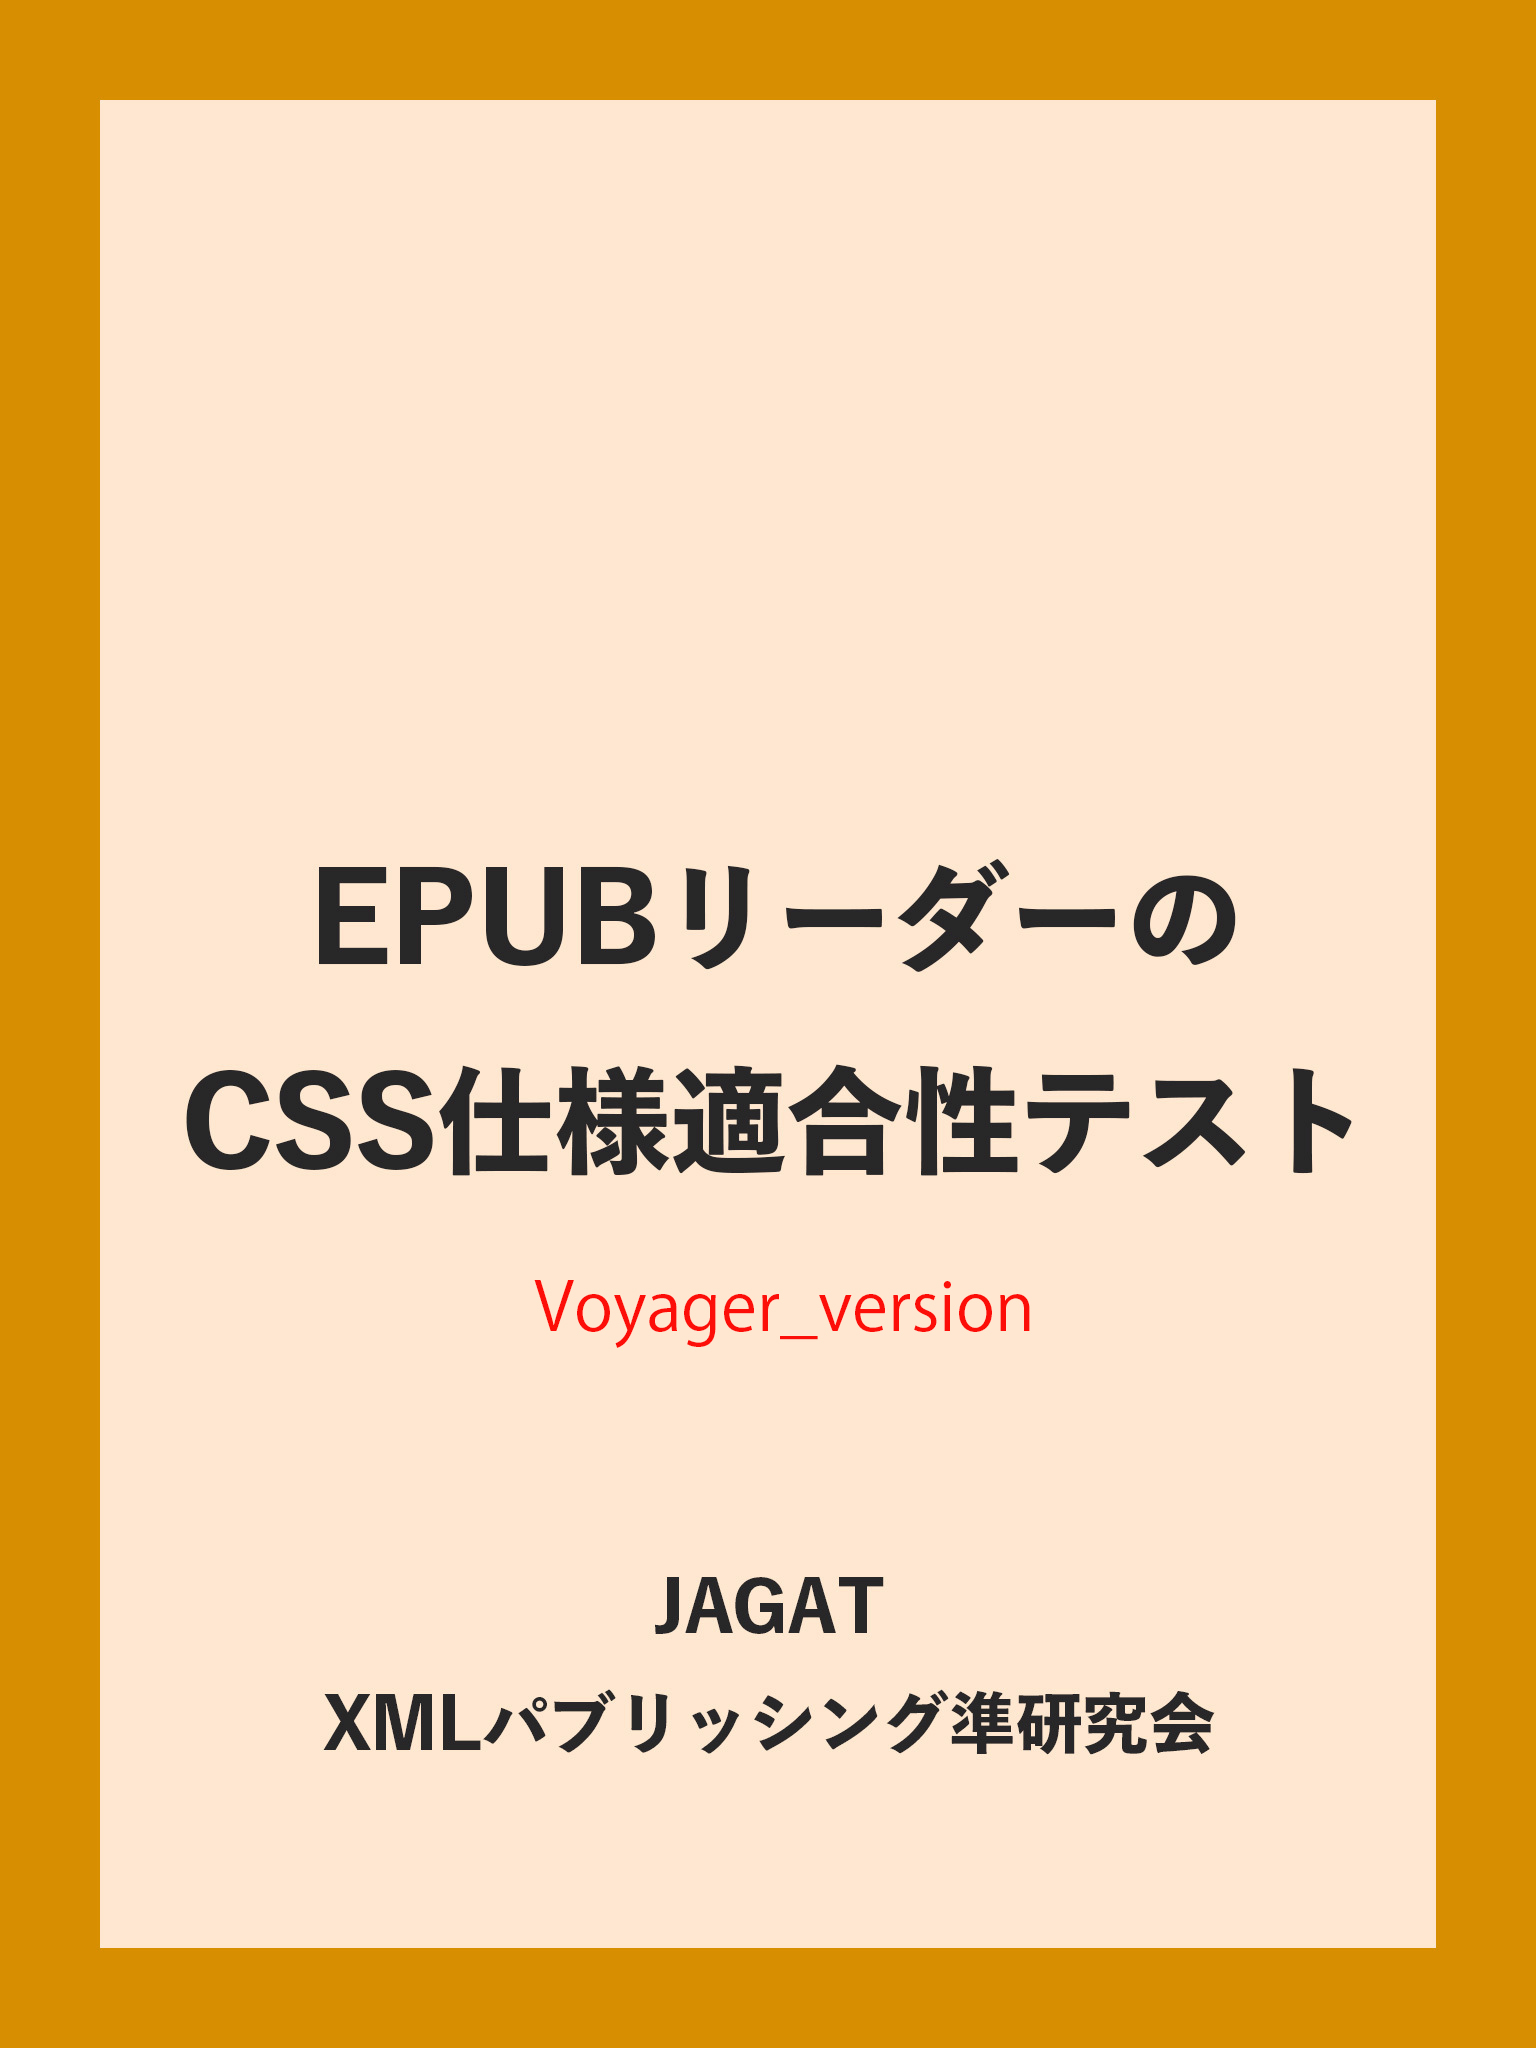 EPUBリーダーの
CSS仕様適合性テスト
Voyager_version
JAGAT
XMLパブリッシング準研究会